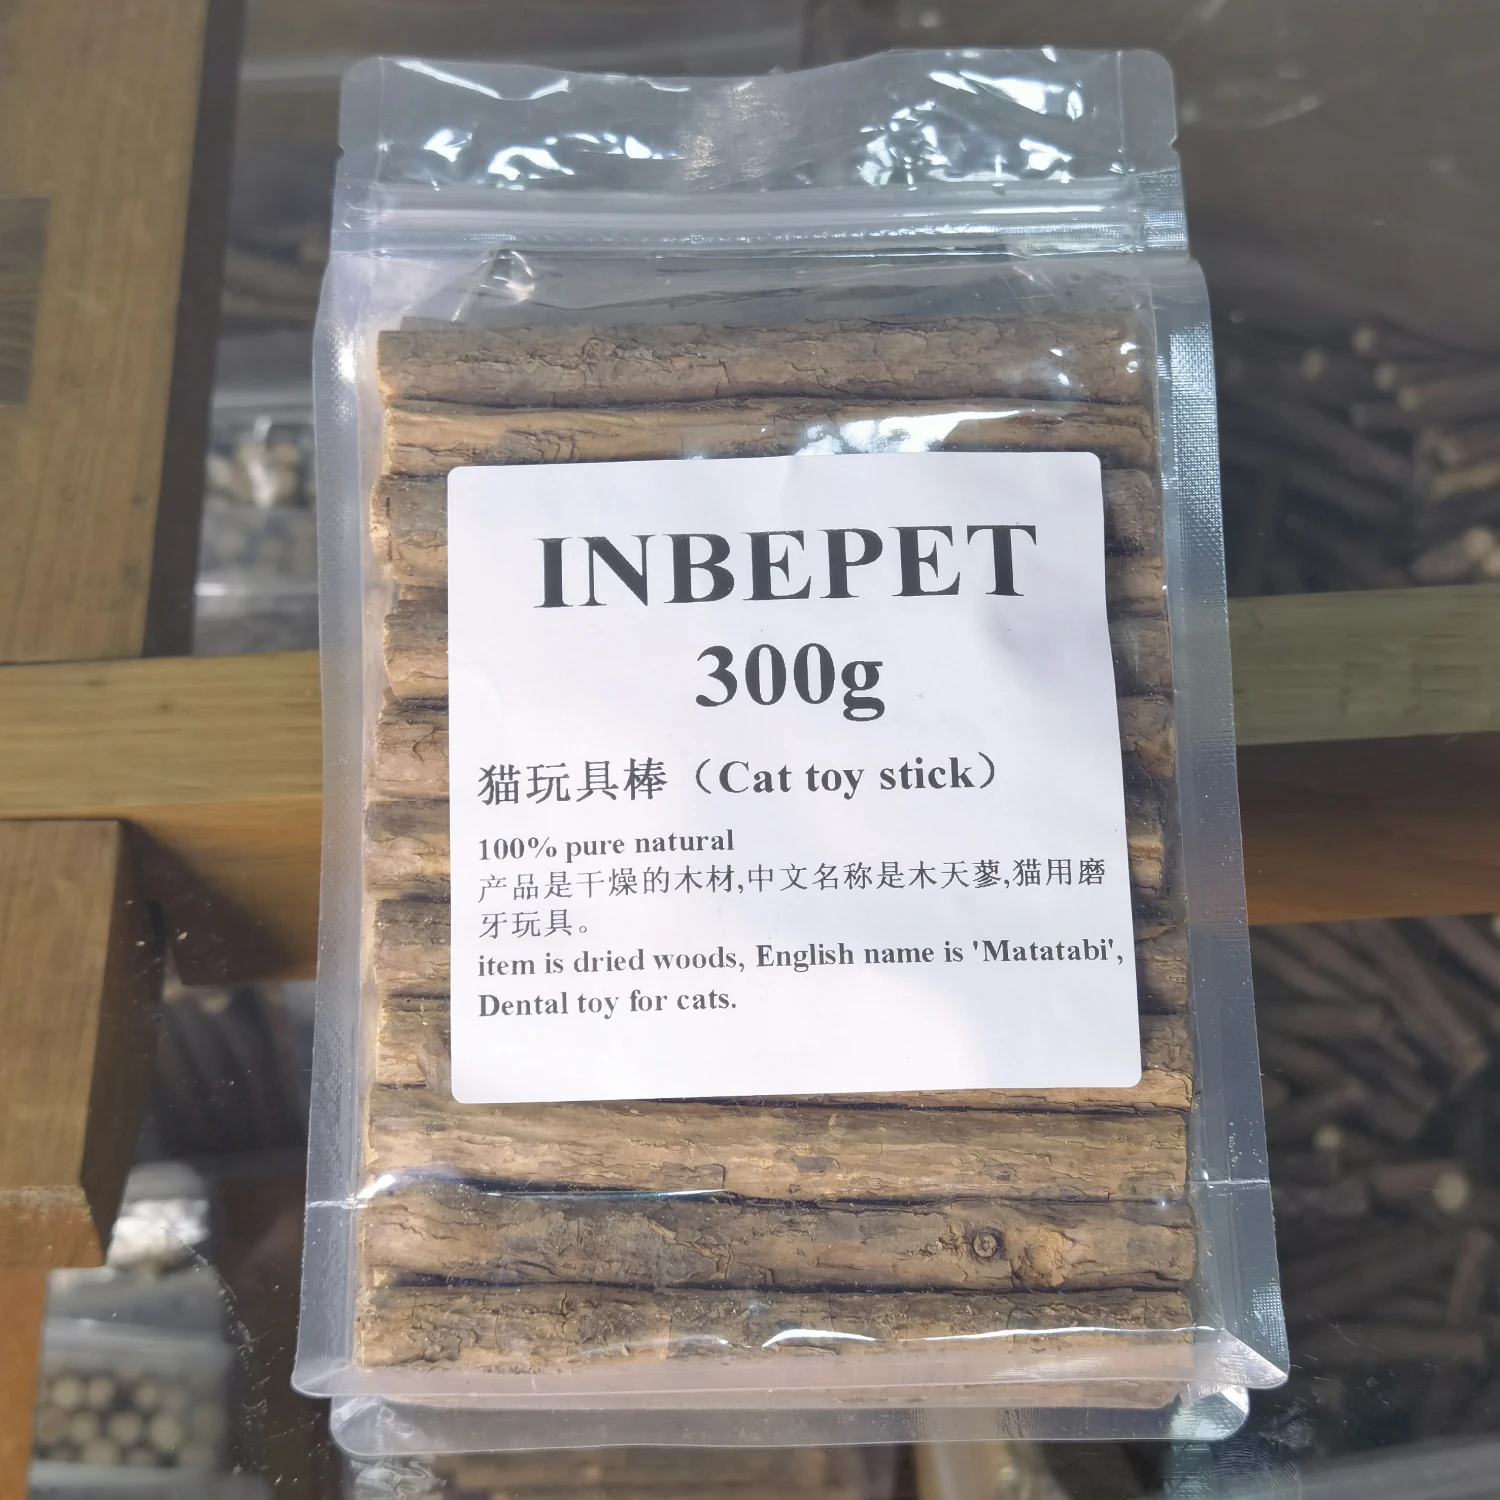 INBEPET
300g
猫玩具棒（Cat toy stick）
100% pure natural
产品是干燥的木材,中文名称是木天蓼,猫用磨
牙玩具。
item is dried woods, English name is 'Matatabi',
Dental toy for cats.